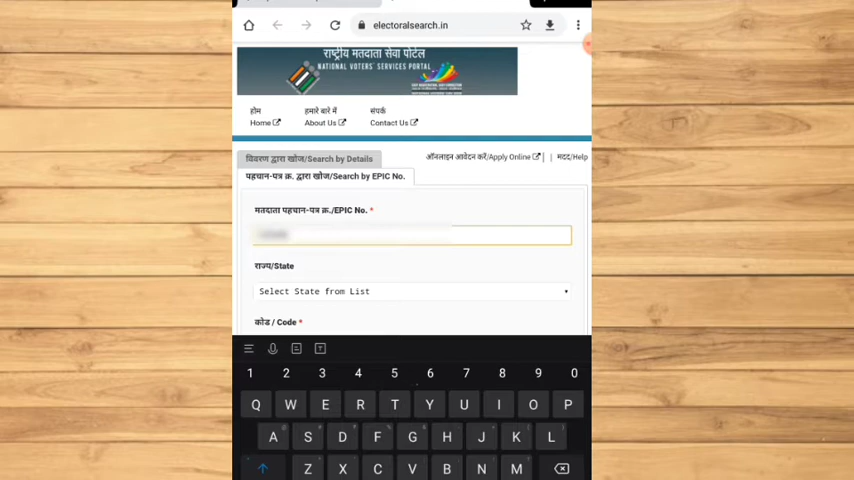 electoralsearch.in
राष्ट्रीय मतदाता सेवा पोर्टल
NATIONAL VOTERS' SERVICES PORTAL
होम हमारे बारे में संपर्क
Home About Us Contact Us
विवरण द्वारा खोज/Search by Details ऑनलाइन आवेदन करें/Apply Online | मदद/Help
पहचान-पत्र क्र. द्वारा खोज/Search by EPIC No.
मतदाता पहचान-पत्र क्र./EPIC No. *
राज्य/State
Select State from List
कोड / Code *
1 2 3 4 5 6 7 8 9 0
Q W E R T Y U I O P
A S D F G H J K L
Z X C V B N M